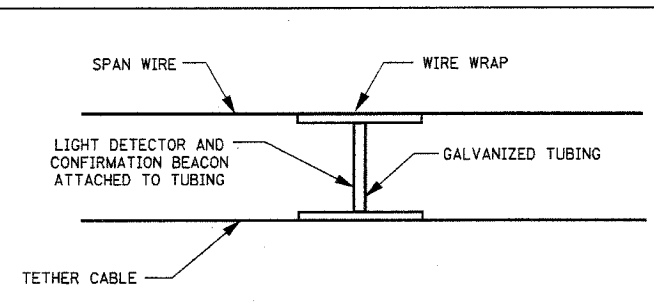 SPAN WIRE
WIRE WRAP
LIGHT DETECTOR AND
CONFIRMATION BEACON
ATTACHED TO TUBING
GALVANIZED TUBING
TETHER CABLE